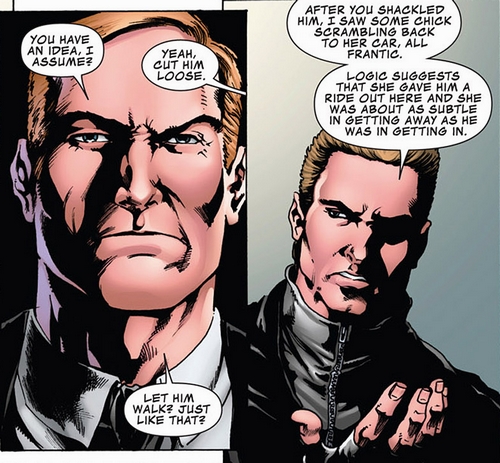 YOU HAVE
AN IDEA, I
ASSUME?
YEAH,
CUT HIM
LOOSE.
LET HIM
WALK? JUST
LIKE THAT?
AFTER YOU SHACKLED
HIM, I SAW SOME CHICK
SCRAMBLING BACK
TO HER CAR, ALL
FRANTIC.
LOGIC SUGGESTS
THAT SHE GAVE HIM A
RIDE OUT HERE AND SHE
WAS ABOUT AS SUBTLE
IN GETTING AWAY AS HE
WAS IN GETTING IN.